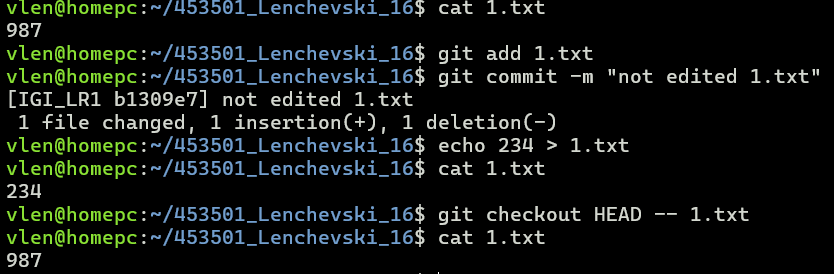 vlen@homepc:~/453501_Lenchevski_16$ cat 1.txt
987
vlen@homepc:~/453501_Lenchevski_16$ git add 1.txt
vlen@homepc:~/453501_Lenchevski_16$ git commit -m "not edited 1.txt"
[IGI_LR1 b1309e7] not edited 1.txt
 1 file changed, 1 insertion(+), 1 deletion(-)
vlen@homepc:~/453501_Lenchevski_16$ echo 234 > 1.txt
vlen@homepc:~/453501_Lenchevski_16$ cat 1.txt
234
vlen@homepc:~/453501_Lenchevski_16$ git checkout HEAD -- 1.txt
vlen@homepc:~/453501_Lenchevski_16$ cat 1.txt
987